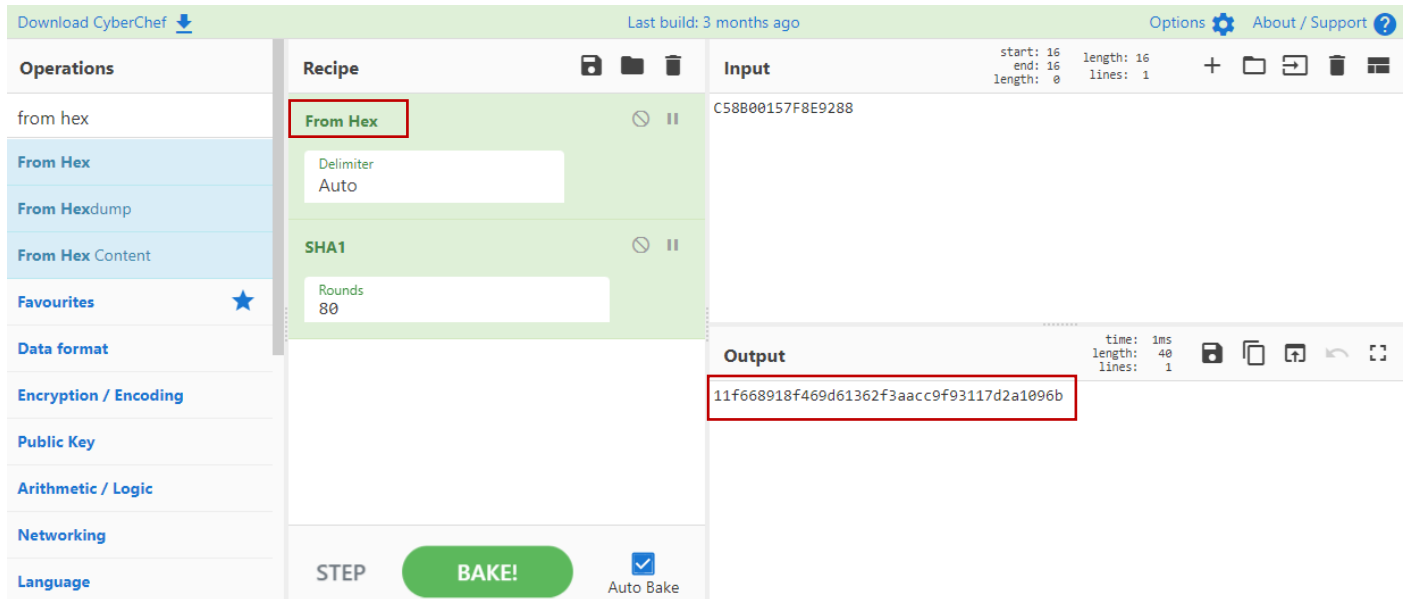 Download CyberChef
Last build: 3 months ago
Options
About / Support
Operations
from hex
From Hex
From Hexdump
From Hex Content
Favourites
Data format
Encryption / Encoding
Public Key
Arithmetic / Logic
Networking
Language
Recipe
From Hex
Delimiter
Auto
SHA1
Rounds
80
STEP
BAKE!
Auto Bake
Input
start: 16
end: 16
length: 0
length: 16
lines: 1
C58B00157F8E9288
Output
time: 1ms
length: 40
lines: 1
11f668918f469d61362f3aacc9f93117d2a1096b